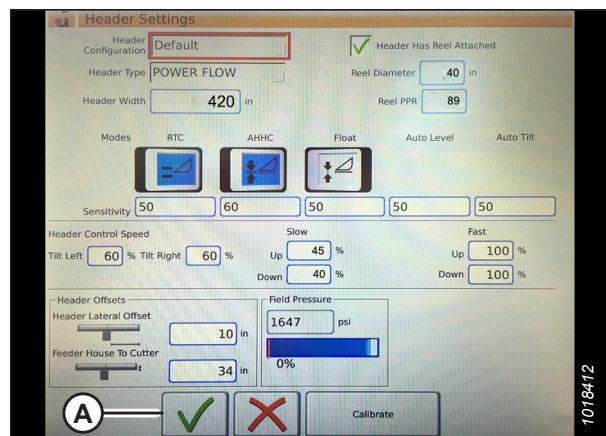 Header Settings
Header Configuration Default
Header Has Reel Attached
Header Type POWER FLOW
Reel Diameter 40 in
Header Width 420 in
Reel PPR 89
Modes RTC AHHC Float Auto Level Auto Tilt
Sensitivity 50 60 50 50 50
Header Control Speed
Slow
Fast
Tilt Left 60 % Tilt Right 60 %
Up 45 %
Up 100 %
Down 40 %
Down 100 %
Header Offsets
Field Pressure
Header Lateral Offset
10 in
1647 psi
Feeder House To Cutter
34 in
0%
A
Calibrate
1018412